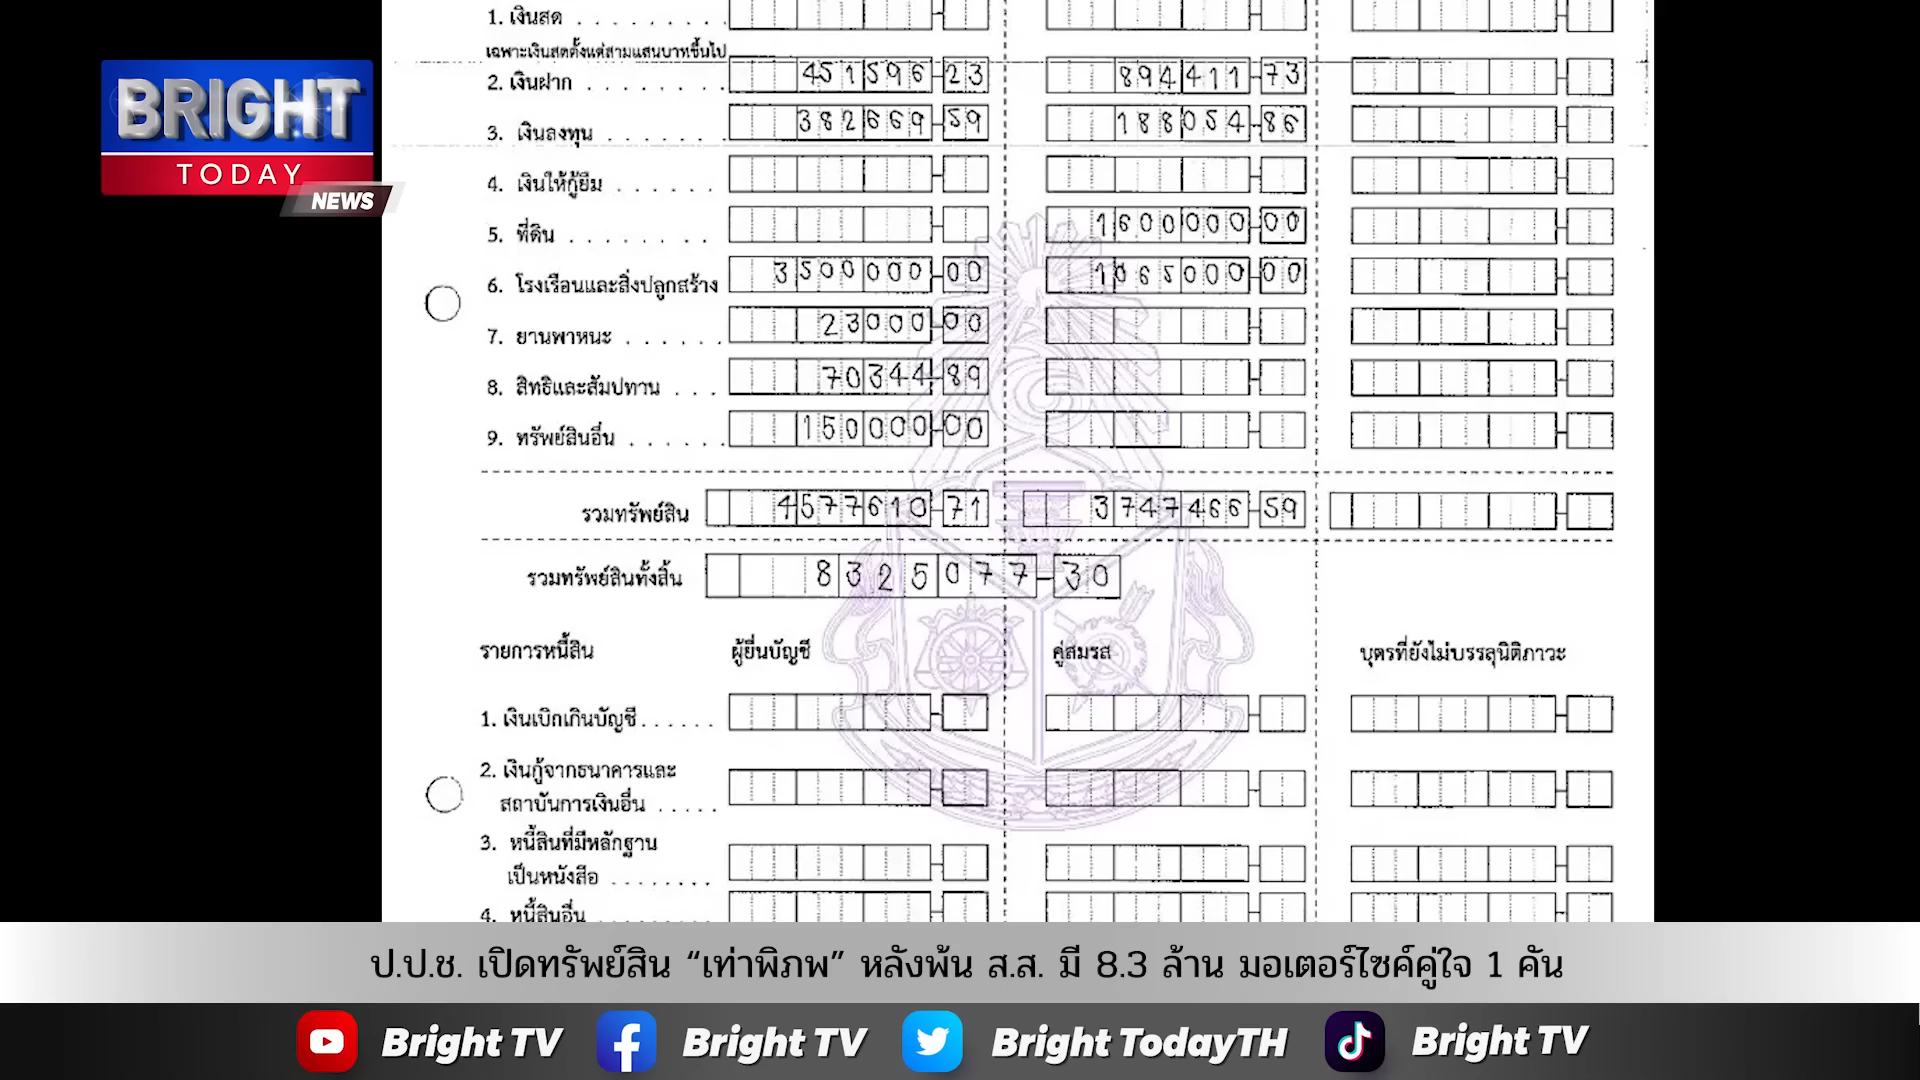 1. เงินสด . . . . . . . . .
เฉพาะเงินสดตั้งแต่สามแสนบาทขึ้นไป
2. เงินฝาก . . . . . . . . 451596-23 894411-73
3. เงินลงทุน . . . . . . . 382669-59 188054-86
4. เงินให้กู้ยืม . . . . . .
5. ที่ดิน . . . . . . . . 1600000-00
6. โรงเรือนและสิ่งปลูกสร้าง 3500000-00 1065000-00
7. ยานพาหนะ . . . . . . 23000-00
8. สิทธิและสัมปทาน . . . 70344-89
9. ทรัพย์สินอื่น . . . . . . 150000-00
รวมทรัพย์สิน 4577610-71 3747466-59
รวมทรัพย์สินทั้งสิ้น 8325077-30
รายการหนี้สิน ผู้ยื่นบัญชี คู่สมรส บุตรที่ยังไม่บรรลุนิติภาวะ
1. เงินเบิกเกินบัญชี . . . . . .
2. เงินกู้จากธนาคารและ
สถาบันการเงินอื่น . . . . .
3. หนี้สินที่มีหลักฐาน
เป็นหนังสือ . . . . . . . .
4. หนี้สินอื่น . . . . . . . .
BRIGHT
TODAY
NEWS
ป.ป.ช. เปิดทรัพย์สิน “เท่าพิภพ” หลังพ้น ส.ส. มี 8.3 ล้าน มอเตอร์ไซค์คู่ใจ 1 คัน
Bright TV Bright TV Bright TodayTH Bright TV